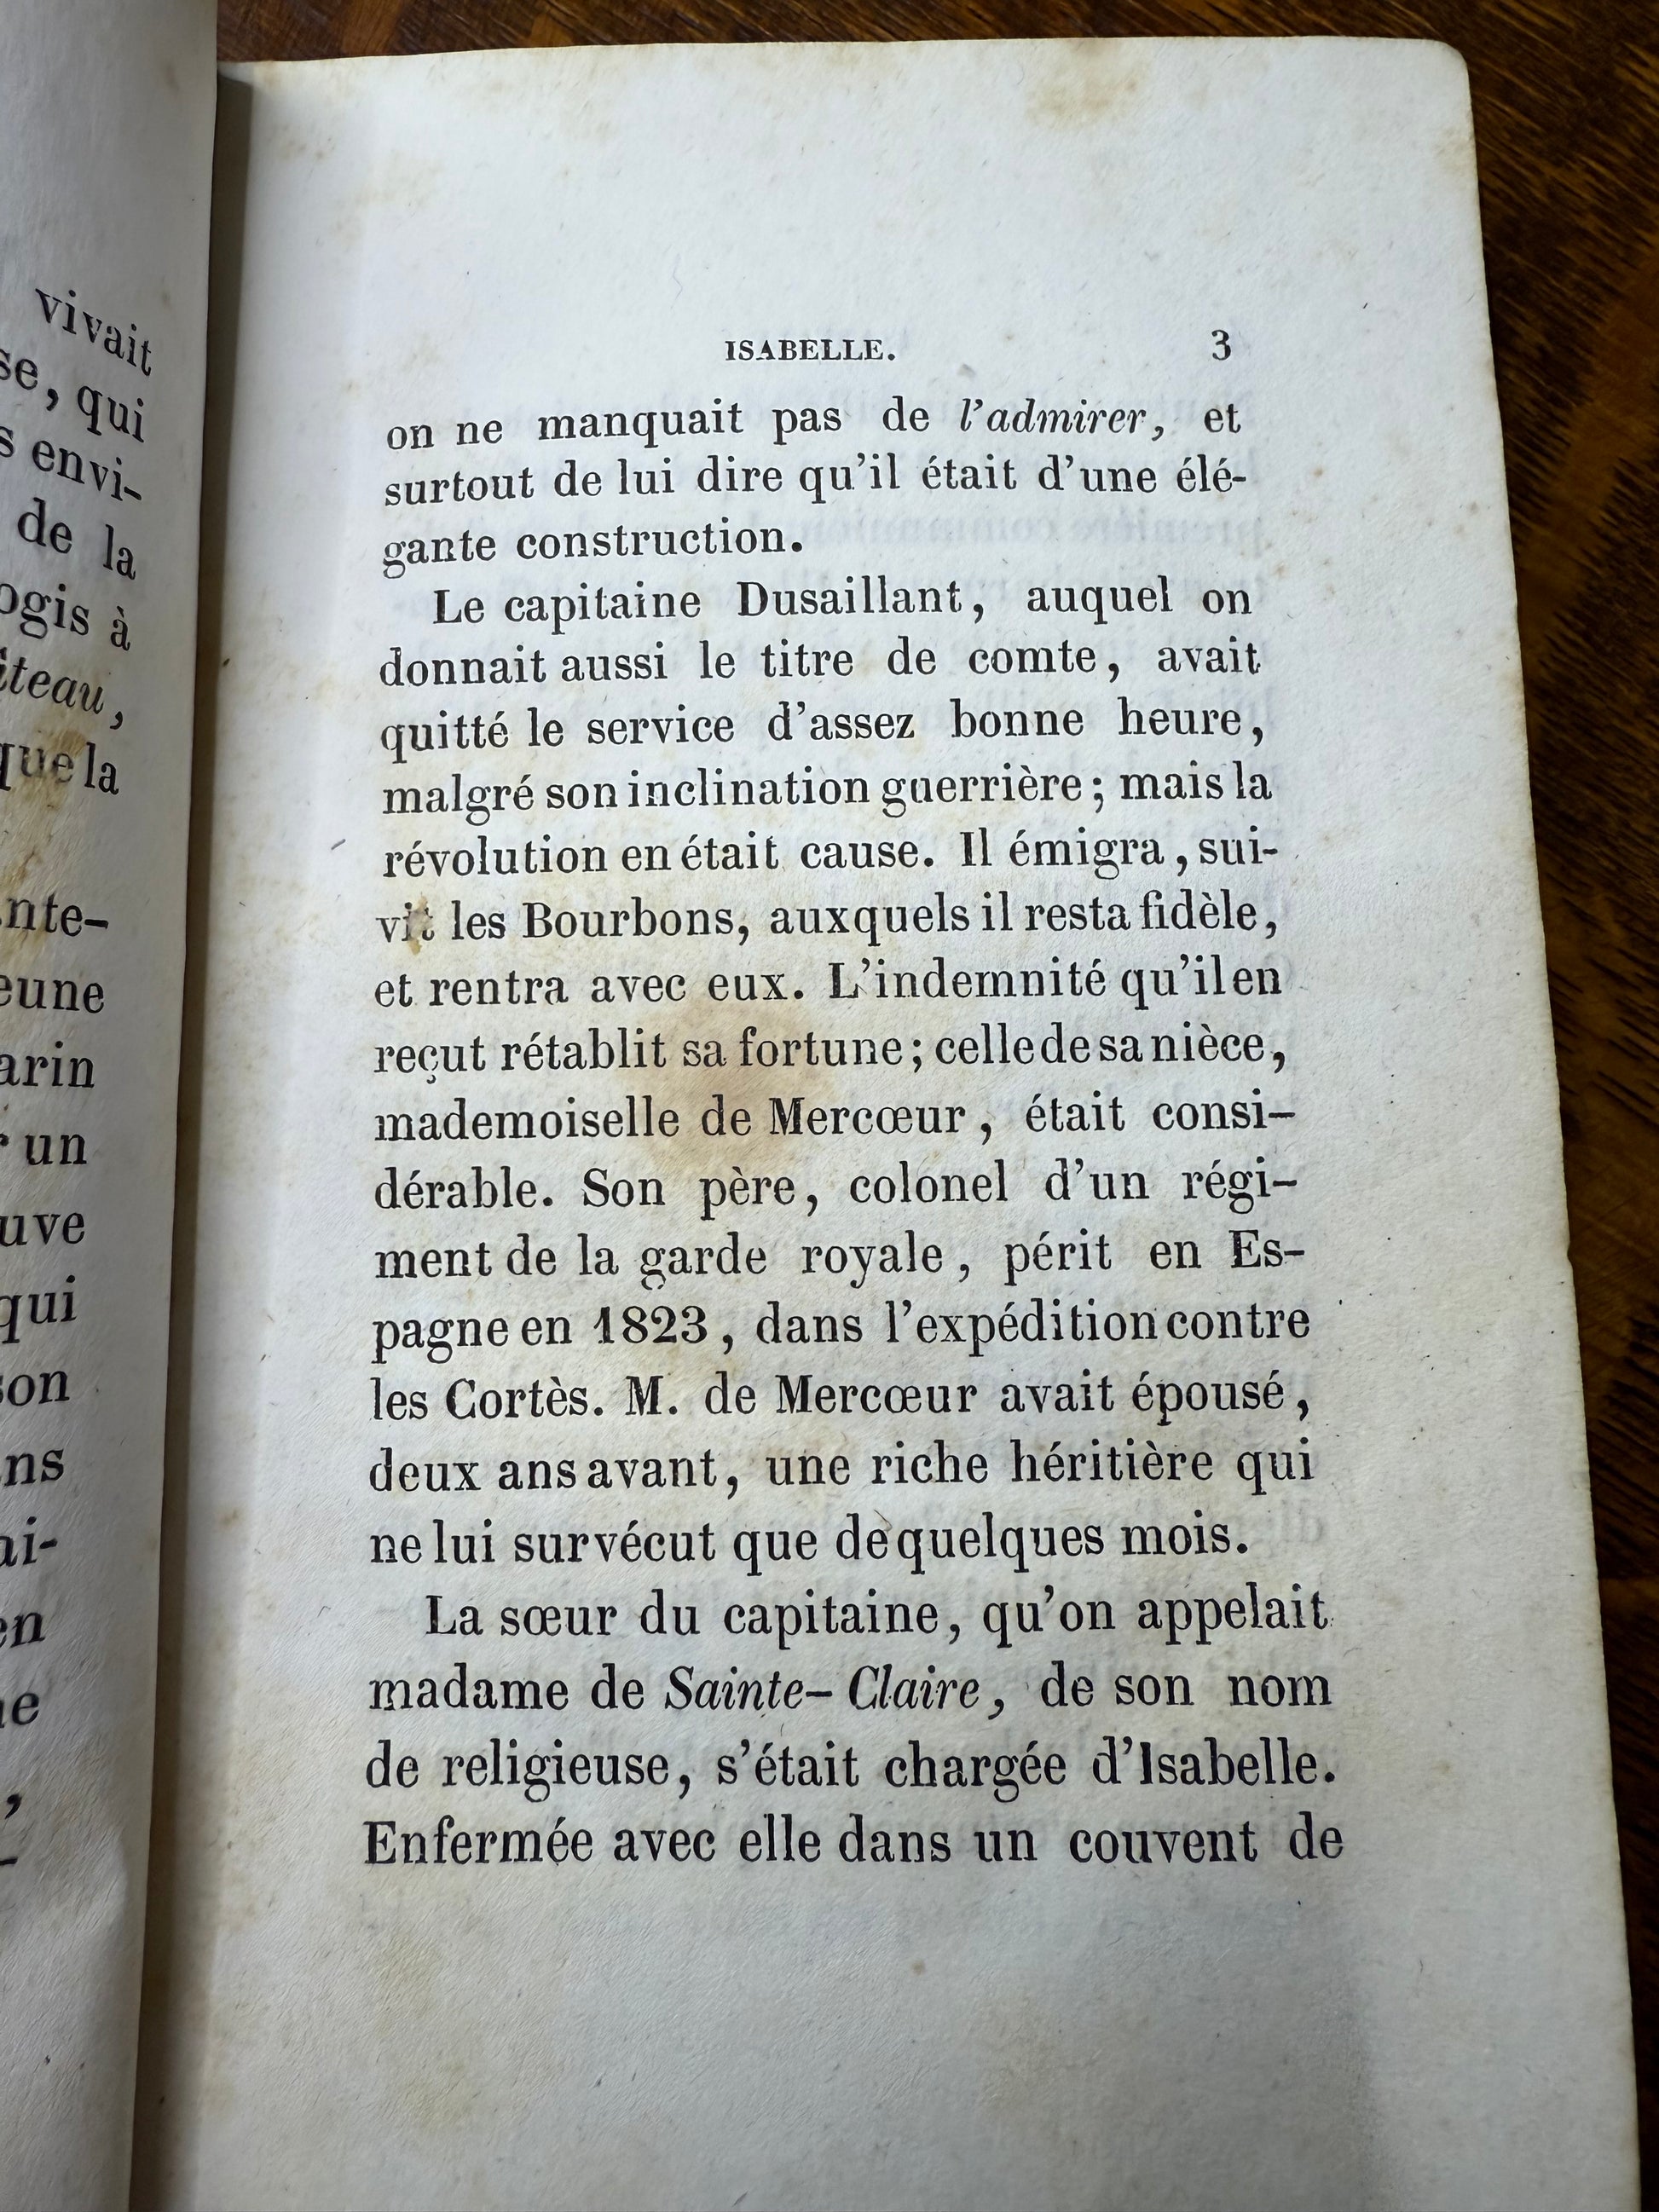 vivait
qui
envi-
de la
à
que la
un
qui
ISABELLE. 3
on ne manquait pas de l'admirer, et
surtout de lui dire qu'il était d'une élé-
gante construction.
Le capitaine Dusaillant, auquel on
donnait aussi le titre de comte, avait
quitté le service d'assez bonne heure,
malgré son inclination guerrière; mais la
révolution en était cause. Il émigra, sui-
vit les Bourbons, auxquels il resta fidèle,
et rentra avec eux. L'indemnité qu'il en
reçut rétablit sa fortune; celle de sa nièce,
mademoiselle de Mercœur, était consi-
dérable. Son père, colonel d'un régi-
ment de la garde royale, périt en Es-
pagne en 1823, dans l'expédition contre
les Cortès. M. de Mercœur avait épousé,
deux ans avant, une riche héritière qui
ne lui survécut que de quelques mois.
La sœur du capitaine, qu'on appelait
madame de Sainte-Claire, de son nom
de religieuse, s'était chargée d'Isabelle.
Enfermée avec elle dans un couvent de